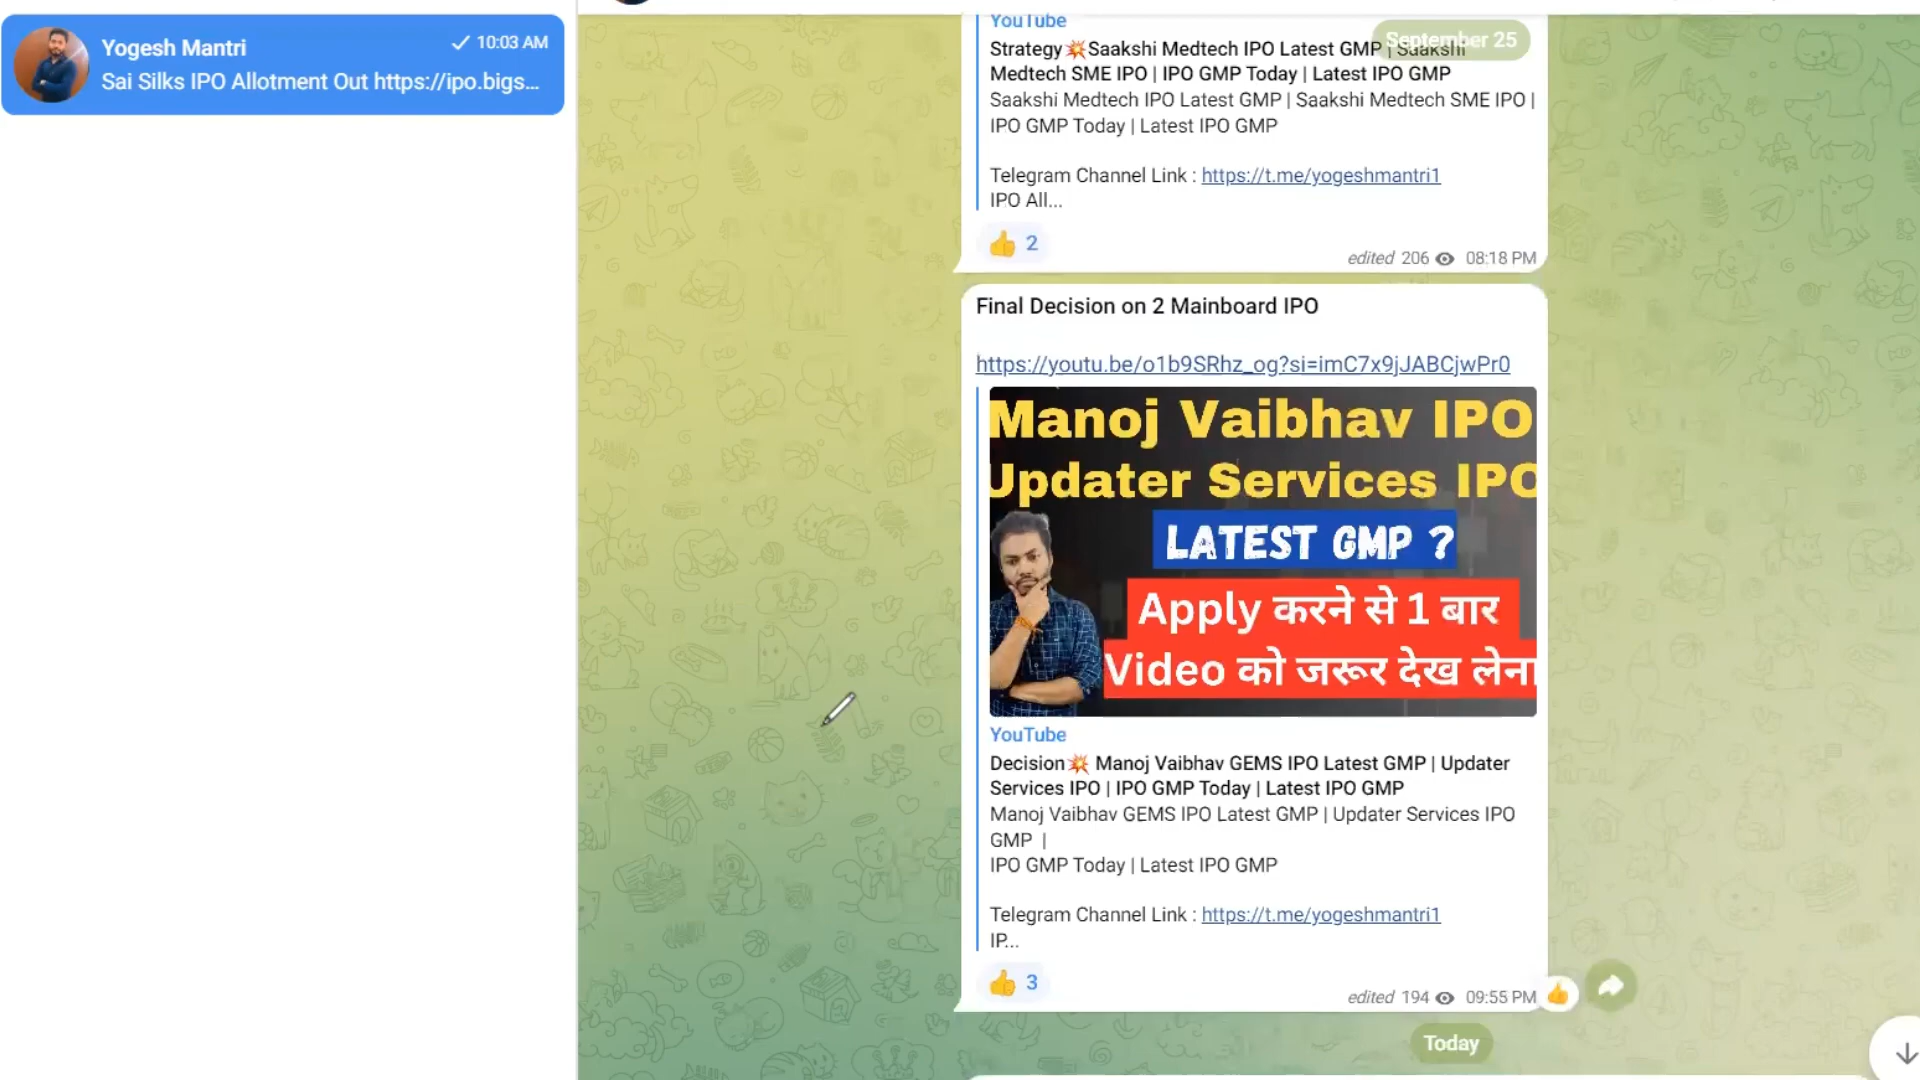 Yogesh Mantri
10:03 AM
Sai Silks IPO Allotment Out https://ipo.bigs...
YouTube
September 25
Strategy💥Saakshi Medtech IPO Latest GMP | Saakshi
Medtech SME IPO | IPO GMP Today | Latest IPO GMP
Saakshi Medtech IPO Latest GMP | Saakshi Medtech SME IPO |
IPO GMP Today | Latest IPO GMP
Telegram Channel Link : https://t.me/yogeshmantri1
IPO All...
👍 2
edited 206 08:18 PM
Final Decision on 2 Mainboard IPO
https://youtu.be/o1b9SRhz_og?si=imC7x9jJABCjwPr0
Manoj Vaibhav IPO
Updater Services IPO
LATEST GMP ?
Apply करने से 1 बार
Video को जरूर देख लेना
YouTube
Decision💥 Manoj Vaibhav GEMS IPO Latest GMP | Updater
Services IPO | IPO GMP Today | Latest IPO GMP
Manoj Vaibhav GEMS IPO Latest GMP | Updater Services IPO
GMP |
IPO GMP Today | Latest IPO GMP
Telegram Channel Link : https://t.me/yogeshmantri1
IP...
👍 3
edited 194 09:55 PM
Today